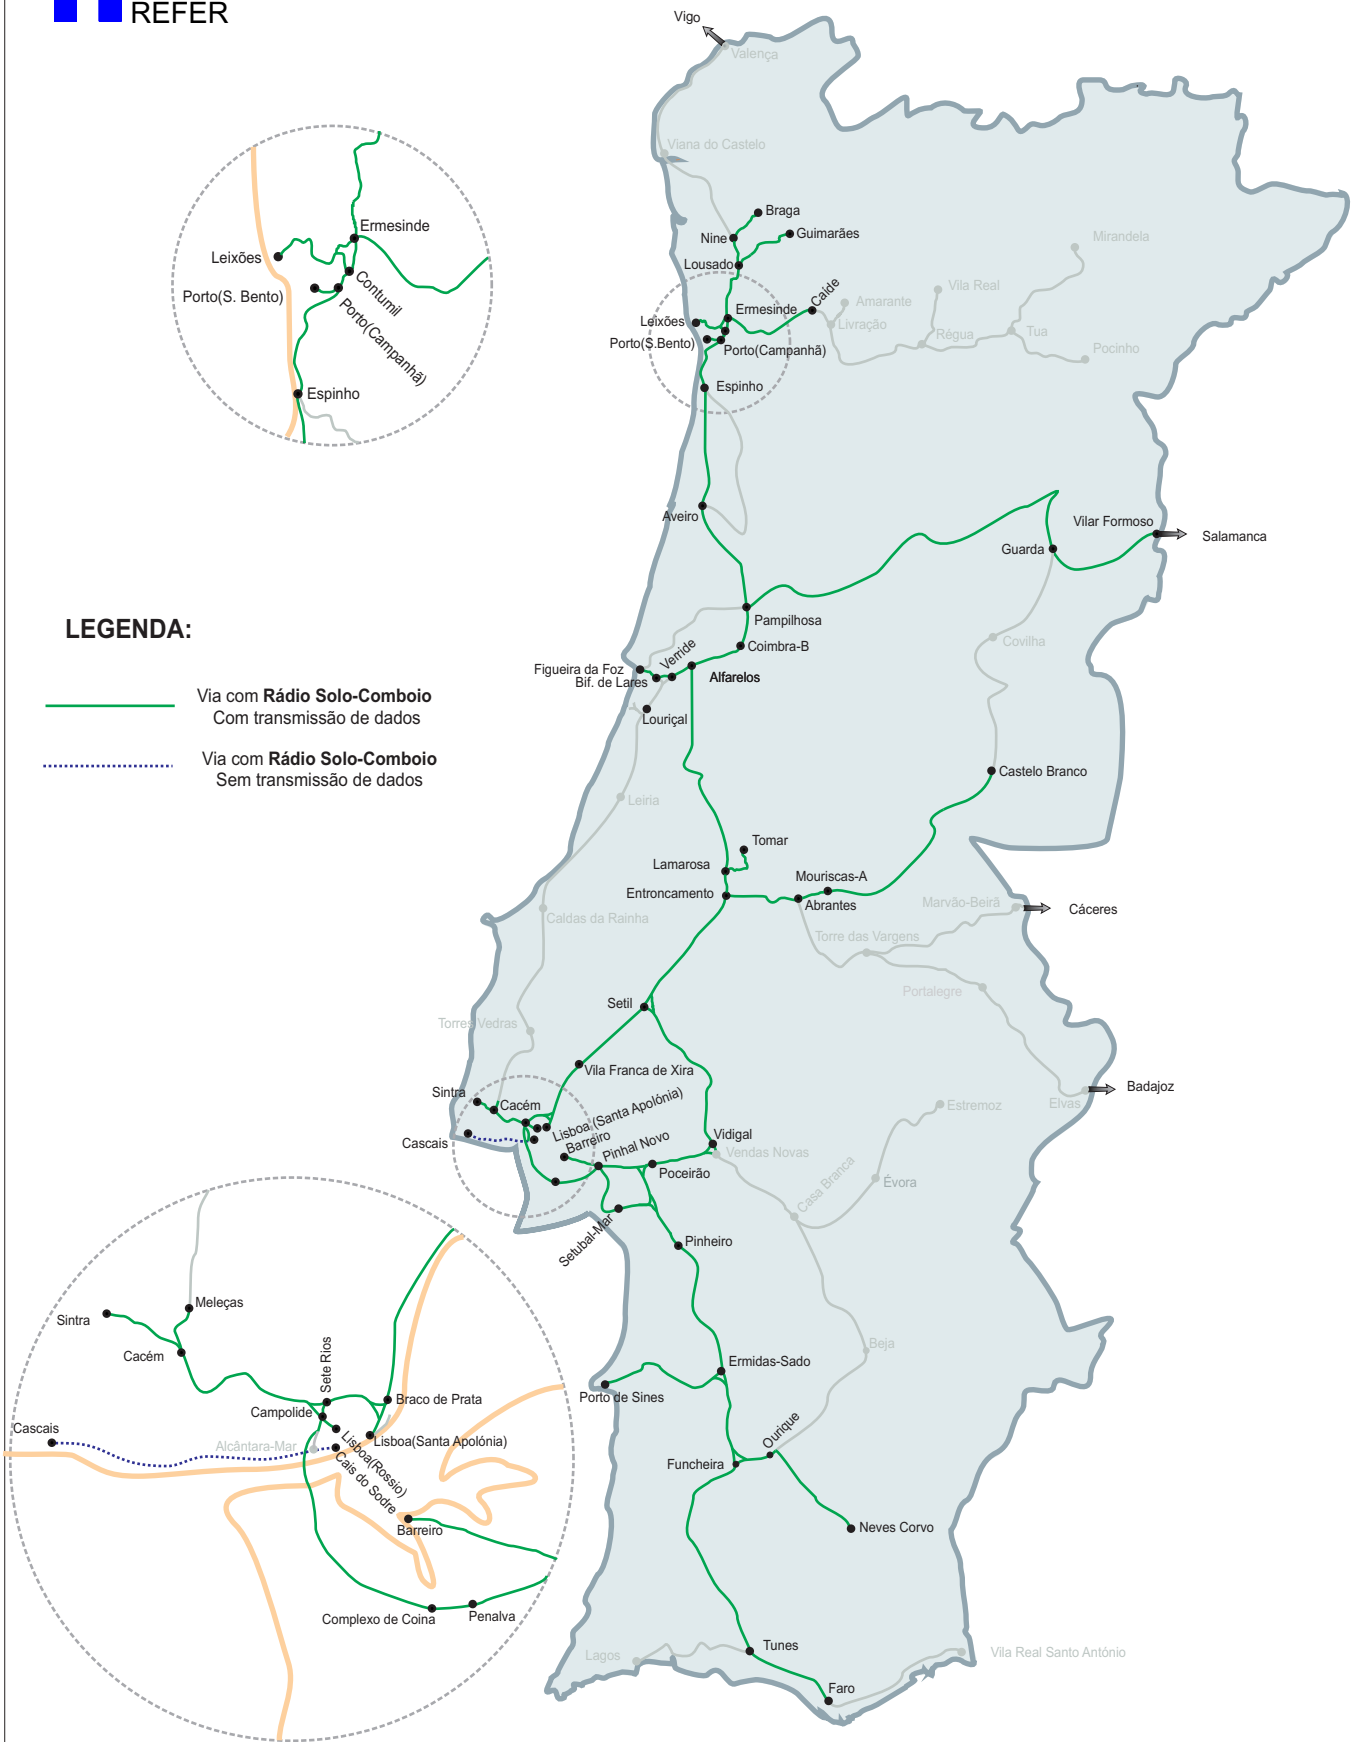 REFER
Vigo
Valença
Viana do Castelo
Braga
Guimarães
Nine
Lousado
Mirandela
Ermesinde
Caíde
Amarante
Vila Real
Leixões
Livração
Porto(S.Bento)
Porto(Campanhã)
Régua
Tua
Pocinho
Espinho
Ermesinde
Leixões
Contumil
Porto(S. Bento)
Porto(Campanhã)
Espinho
Aveiro
Vilar Formoso
Salamanca
Guarda
Pampilhosa
Covilha
Coimbra-B
Verride
Figueira da Foz
Bif. de Lares
Alfarelos
Louriçal
LEGENDA:
Via com Rádio Solo-Comboio
Com transmissão de dados
Via com Rádio Solo-Comboio
Sem transmissão de dados
Castelo Branco
Leiria
Tomar
Lamarosa
Mouriscas-A
Entroncamento
Abrantes
Marvão-Beirã
Cáceres
Caldas da Rainha
Torre das Vargens
Portalegre
Setil
Torres Vedras
Vila Franca de Xira
Badajoz
Elvas
Estremoz
Sintra
Cacém
Lisboa (Santa Apolónia)
Cascais
Barreiro
Pinhal Novo
Vidigal
Vendas Novas
Poceirão
Casa Branca
Évora
Setubal-Mar
Pinheiro
Beja
Ermidas-Sado
Porto de Sines
Ourique
Funcheira
Neves Corvo
Tunes
Lagos
Vila Real Santo António
Faro
Meleças
Sintra
Cacém
Sete Rios
Braco de Prata
Campolide
Cascais
Alcântara-Mar
Lisboa(Santa Apolónia)
Lisboa(Rossio)
Cais do Sodre
Barreiro
Complexo de Coina
Penalva